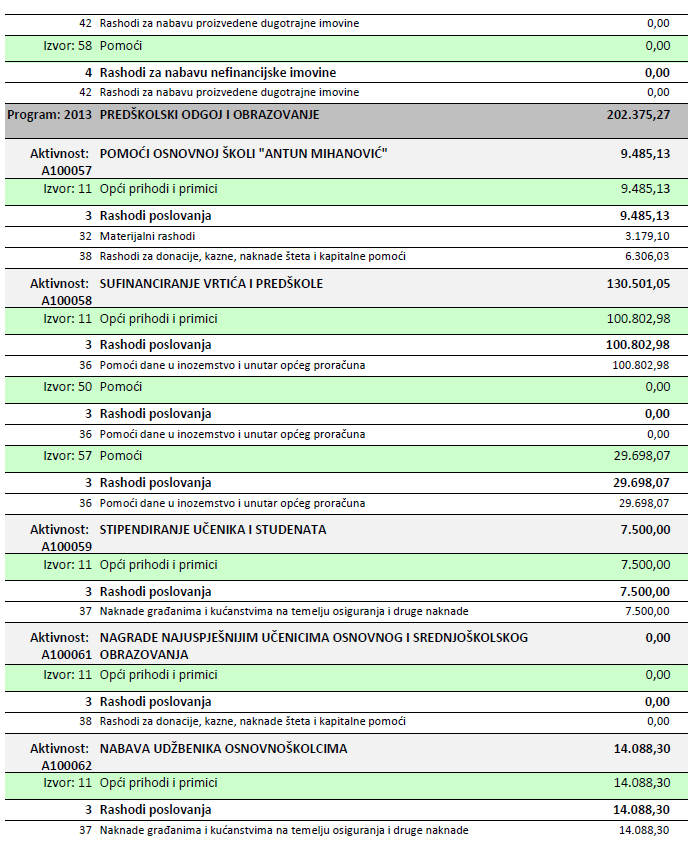 42 Rashodi za nabavu proizvedene dugotrajne imovine 0,00
Izvor: 58 Pomoći 0,00
4 Rashodi za nabavu nefinancijske imovine 0,00
42 Rashodi za nabavu proizvedene dugotrajne imovine 0,00
Program: 2013 PREDŠKOLSKI ODGOJ I OBRAZOVANJE 202.375,27
Aktivnost: POMOĆI OSNOVNOJ ŠKOLI "ANTUN MIHANOVIĆ" 9.485,13
A100057
Izvor: 11 Opći prihodi i primici 9.485,13
3 Rashodi poslovanja 9.485,13
32 Materijalni rashodi 3.179,10
38 Rashodi za donacije, kazne, naknade šteta i kapitalne pomoći 6.306,03
Aktivnost: SUFINANCIRANJE VRTIĆA I PREDŠKOLE 130.501,05
A100058
Izvor: 11 Opći prihodi i primici 100.802,98
3 Rashodi poslovanja 100.802,98
36 Pomoći dane u inozemstvo i unutar općeg proračuna 100.802,98
Izvor: 50 Pomoći 0,00
3 Rashodi poslovanja 0,00
36 Pomoći dane u inozemstvo i unutar općeg proračuna 0,00
Izvor: 57 Pomoći 29.698,07
3 Rashodi poslovanja 29.698,07
36 Pomoći dane u inozemstvo i unutar općeg proračuna 29.698,07
Aktivnost: STIPENDIRANJE UČENIKA I STUDENATA 7.500,00
A100059
Izvor: 11 Opći prihodi i primici 7.500,00
3 Rashodi poslovanja 7.500,00
37 Naknade građanima i kućanstvima na temelju osiguranja i druge naknade 7.500,00
Aktivnost: NAGRADE NAJUSPJEŠNIJIM UČENICIMA OSNOVNOG I SREDNJOŠKOLSKOG 0,00
A100061 OBRAZOVANJA
Izvor: 11 Opći prihodi i primici 0,00
3 Rashodi poslovanja 0,00
38 Rashodi za donacije, kazne, naknade šteta i kapitalne pomoći 0,00
Aktivnost: NABAVA UDŽBENIKA OSNOVNOŠKOLCIMA 14.088,30
A100062
Izvor: 11 Opći prihodi i primici 14.088,30
3 Rashodi poslovanja 14.088,30
37 Naknade građanima i kućanstvima na temelju osiguranja i druge naknade 14.088,30